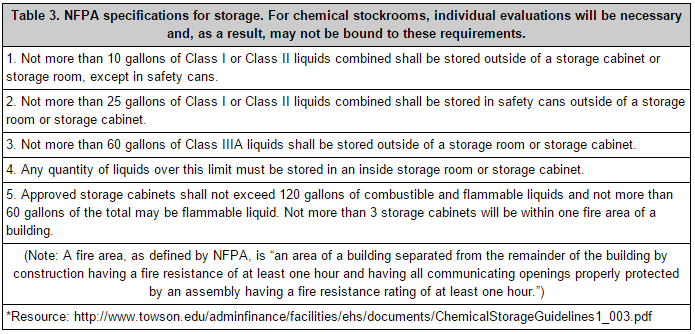 Table 3. NFPA specifications for storage. For chemical stockrooms, individual evaluations will be necessary
and, as a result, may not be bound to these requirements.
1. Not more than 10 gallons of Class I or Class II liquids combined shall be stored outside of a storage cabinet or
storage room, except in safety cans.
2. Not more than 25 gallons of Class I or Class II liquids combined shall be stored in safety cans outside of a storage
room or storage cabinet.
3. Not more than 60 gallons of Class IIIA liquids shall be stored outside of a storage room or storage cabinet.
4. Any quantity of liquids over this limit must be stored in an inside storage room or storage cabinet.
5. Approved storage cabinets shall not exceed 120 gallons of combustible and flammable liquids and not more than
60 gallons of the total may be flammable liquid. Not more than 3 storage cabinets will be within one fire area of a
building.
(Note: A fire area, as defined by NFPA, is “an area of a building separated from the remainder of the building by
construction having a fire resistance of at least one hour and having all communicating openings properly protected
by an assembly having a fire resistance rating of at least one hour.”)
*Resource: http://www.towson.edu/adminfinance/facilities/ehs/documents/ChemicalStorageGuidelines1_003.pdf